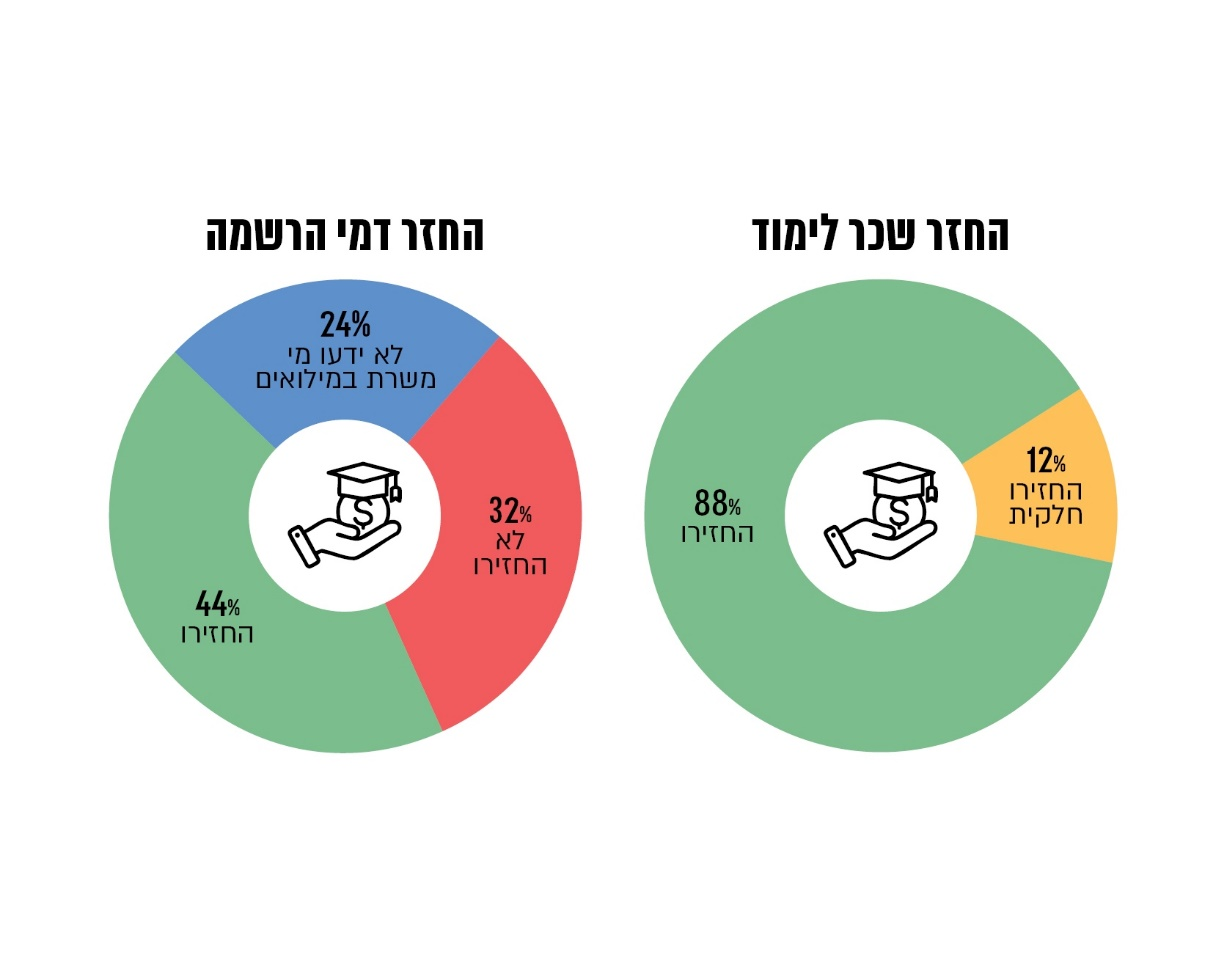 החזר שכר לימוד
88%
החזירו
12%
החזירו
חלקית
החזר דמי הרשמה
24%
לא ידעו מי
משרת במילואים
32%
לא
החזירו
44%
החזירו
$
$